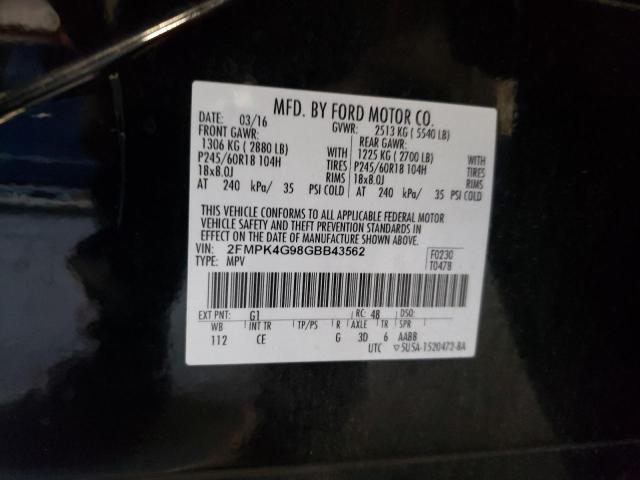 MFD. BY FORD MOTOR CO.
DATE: 03/16 GVWR: 2513 KG ( 5540 LB)
FRONT GAWR: REAR GAWR:
1306 KG ( 2880 LB) WITH 1225 KG ( 2700 LB) WITH
P245/60R18 104H TIRES P245/60R18 104H TIRES
18x8.0J RIMS 18x8.0J RIMS
AT 240 kPa/ 35 PSI COLD AT 240 kPa/ 35 PSI COLD
THIS VEHICLE CONFORMS TO ALL APPLICABLE FEDERAL MOTOR
VEHICLE SAFETY AND THEFT PREVENTION STANDARDS IN
EFFECT ON THE DATE OF MANUFACTURE SHOWN ABOVE.
VIN: 2FMPK4G98GBB43562 F0230
TYPE: MPV T0478
EXT PNT: G1 RC: 48 DSO:
WB INT TR TP/PS R AXLE TR SPR
112 CE G 3D 6 AABB
UTC ▽5U5A-1520472-BA